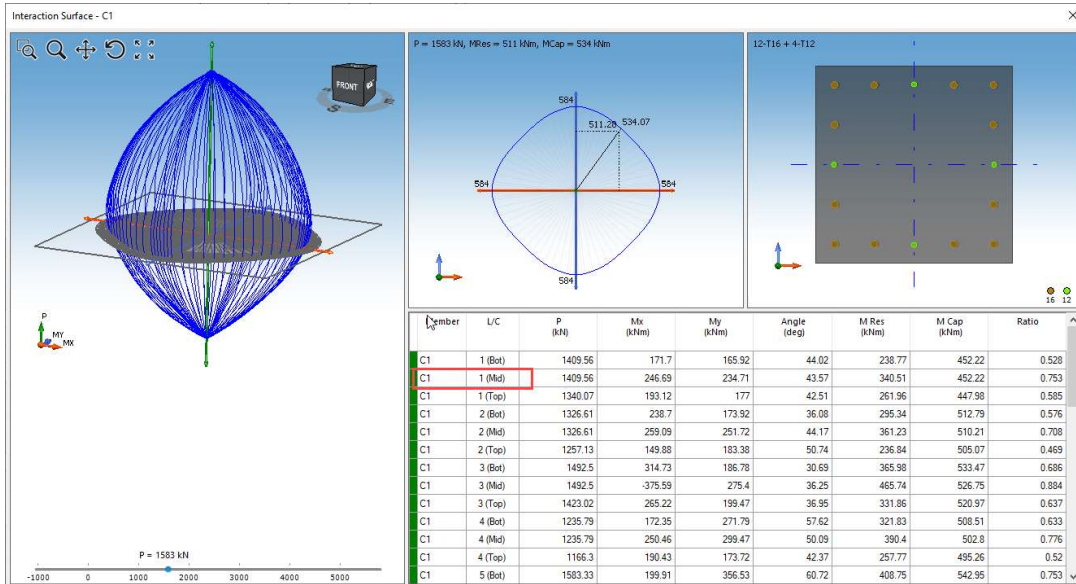 Interaction Surface - C1
FRONT
S
P
MY
MX
P = 1583 kN
-1000 0 1000 2000 3000 4000 5000
P = 1583 kN, MRes = 511 kNm, MCap = 534 kNm
584
511.20 534.07
584 584
584
12-T16 + 4-T12
16 12
Member L/C P (kN) Mx (kNm) My (kNm) Angle (deg) M Res (kNm) M Cap (kNm) Ratio
C1 1 (Bot) 1409.56 171.7 165.92 44.02 238.77 452.22 0.528
C1 1 (Mid) 1409.56 246.69 234.71 43.57 340.51 452.22 0.753
C1 1 (Top) 1340.07 193.12 177 42.51 261.96 447.98 0.585
C1 2 (Bot) 1326.61 238.7 173.92 36.08 295.34 512.79 0.576
C1 2 (Mid) 1326.61 259.09 251.72 44.17 361.23 510.21 0.708
C1 2 (Top) 1257.13 149.88 183.38 50.74 236.84 505.07 0.469
C1 3 (Bot) 1492.5 314.73 186.78 30.69 365.98 533.47 0.686
C1 3 (Mid) 1492.5 -375.59 275.4 36.25 465.74 526.75 0.884
C1 3 (Top) 1423.02 265.22 199.47 36.95 331.86 520.97 0.637
C1 4 (Bot) 1235.79 172.35 271.79 57.62 321.83 508.51 0.633
C1 4 (Mid) 1235.79 250.46 299.47 50.09 390.4 502.8 0.776
C1 4 (Top) 1166.3 190.43 173.72 42.37 257.77 495.26 0.52
C1 5 (Bot) 1583.33 199.91 356.53 60.72 408.75 542.95 0.753